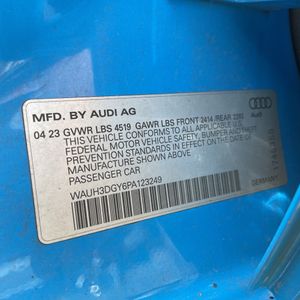 MFD. BY AUDI AG
04 23 GVWR LBS 4519 GAWR LBS FRONT 2414 /REAR
THIS VEHICLE CONFORMS TO ALL APPLICABLE U.S.
FEDERAL MOTOR VEHICLE SAFETY, BUMPER, AND
THEFT PREVENTION STANDARDS IN EFFECT ON THE
DATE OF MANUFACTURE SHOWN ABOVE.
PASSENGER CAR
WAUH3DGY6PA123249
GERMANY
Audi